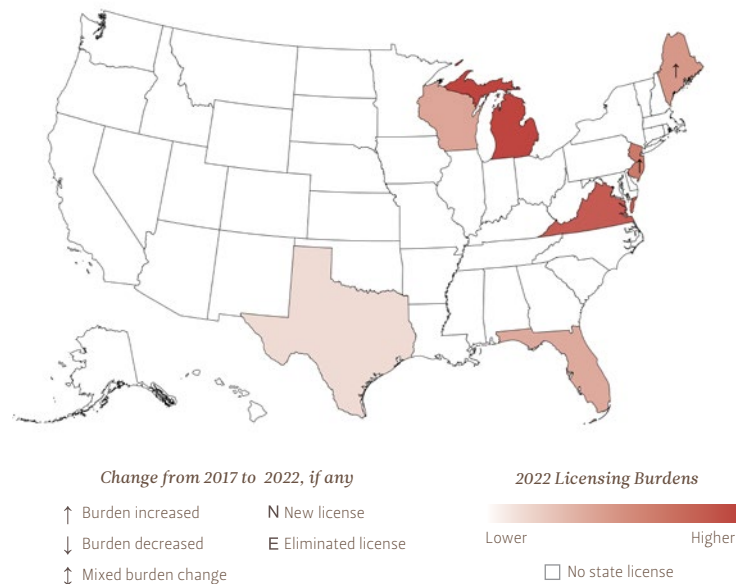 Change from 2017 to 2022, if any
↑ Burden increased
↓ Burden decreased
↕ Mixed burden change
N New license
E Eliminated license
2022 Licensing Burdens
Lower Higher
No state license